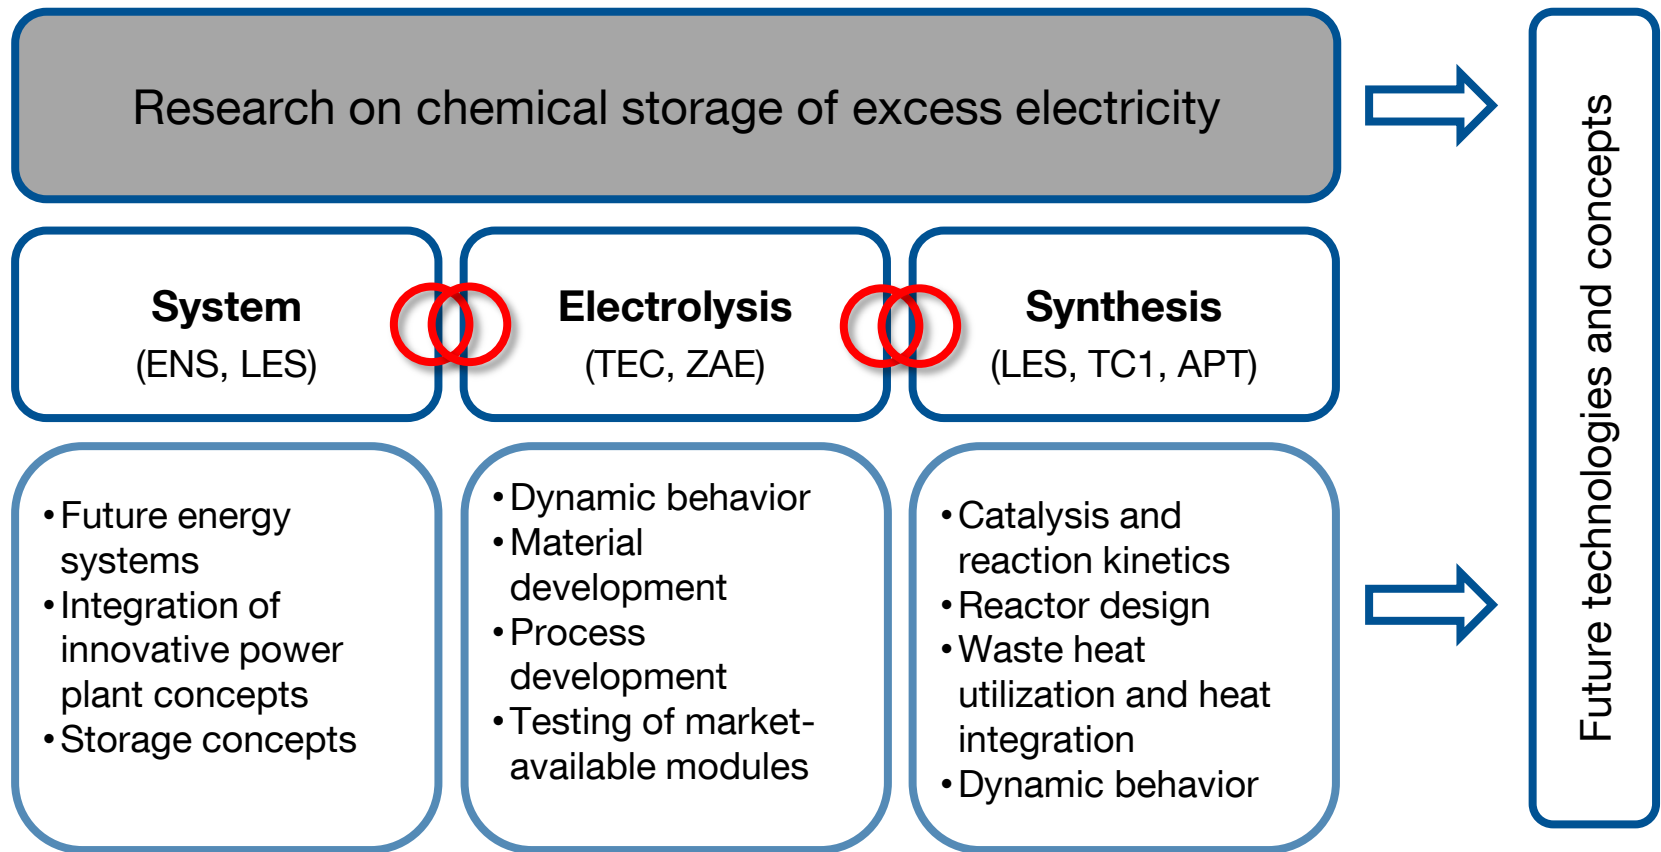 Research on chemical storage of excess electricity
System
(ENS, LES)
Electrolysis
(TEC, ZAE)
Synthesis
(LES, TC1, APT)
•Future energy
systems
•Integration of
innovative power
plant concepts
•Storage concepts
•Dynamic behavior
•Material
development
•Process
development
•Testing of market-
available modules
•Catalysis and
reaction kinetics
•Reactor design
•Waste heat
utilization and heat
integration
•Dynamic behavior
Future technologies and concepts